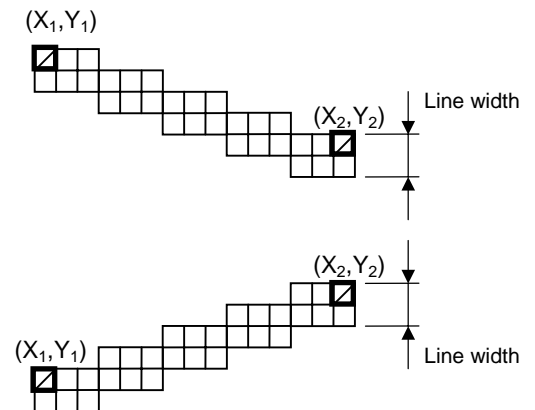 (X₁,Y₁)
Line width
(X₂,Y₂)
(X₂,Y₂)
(X₁,Y₁)
Line width